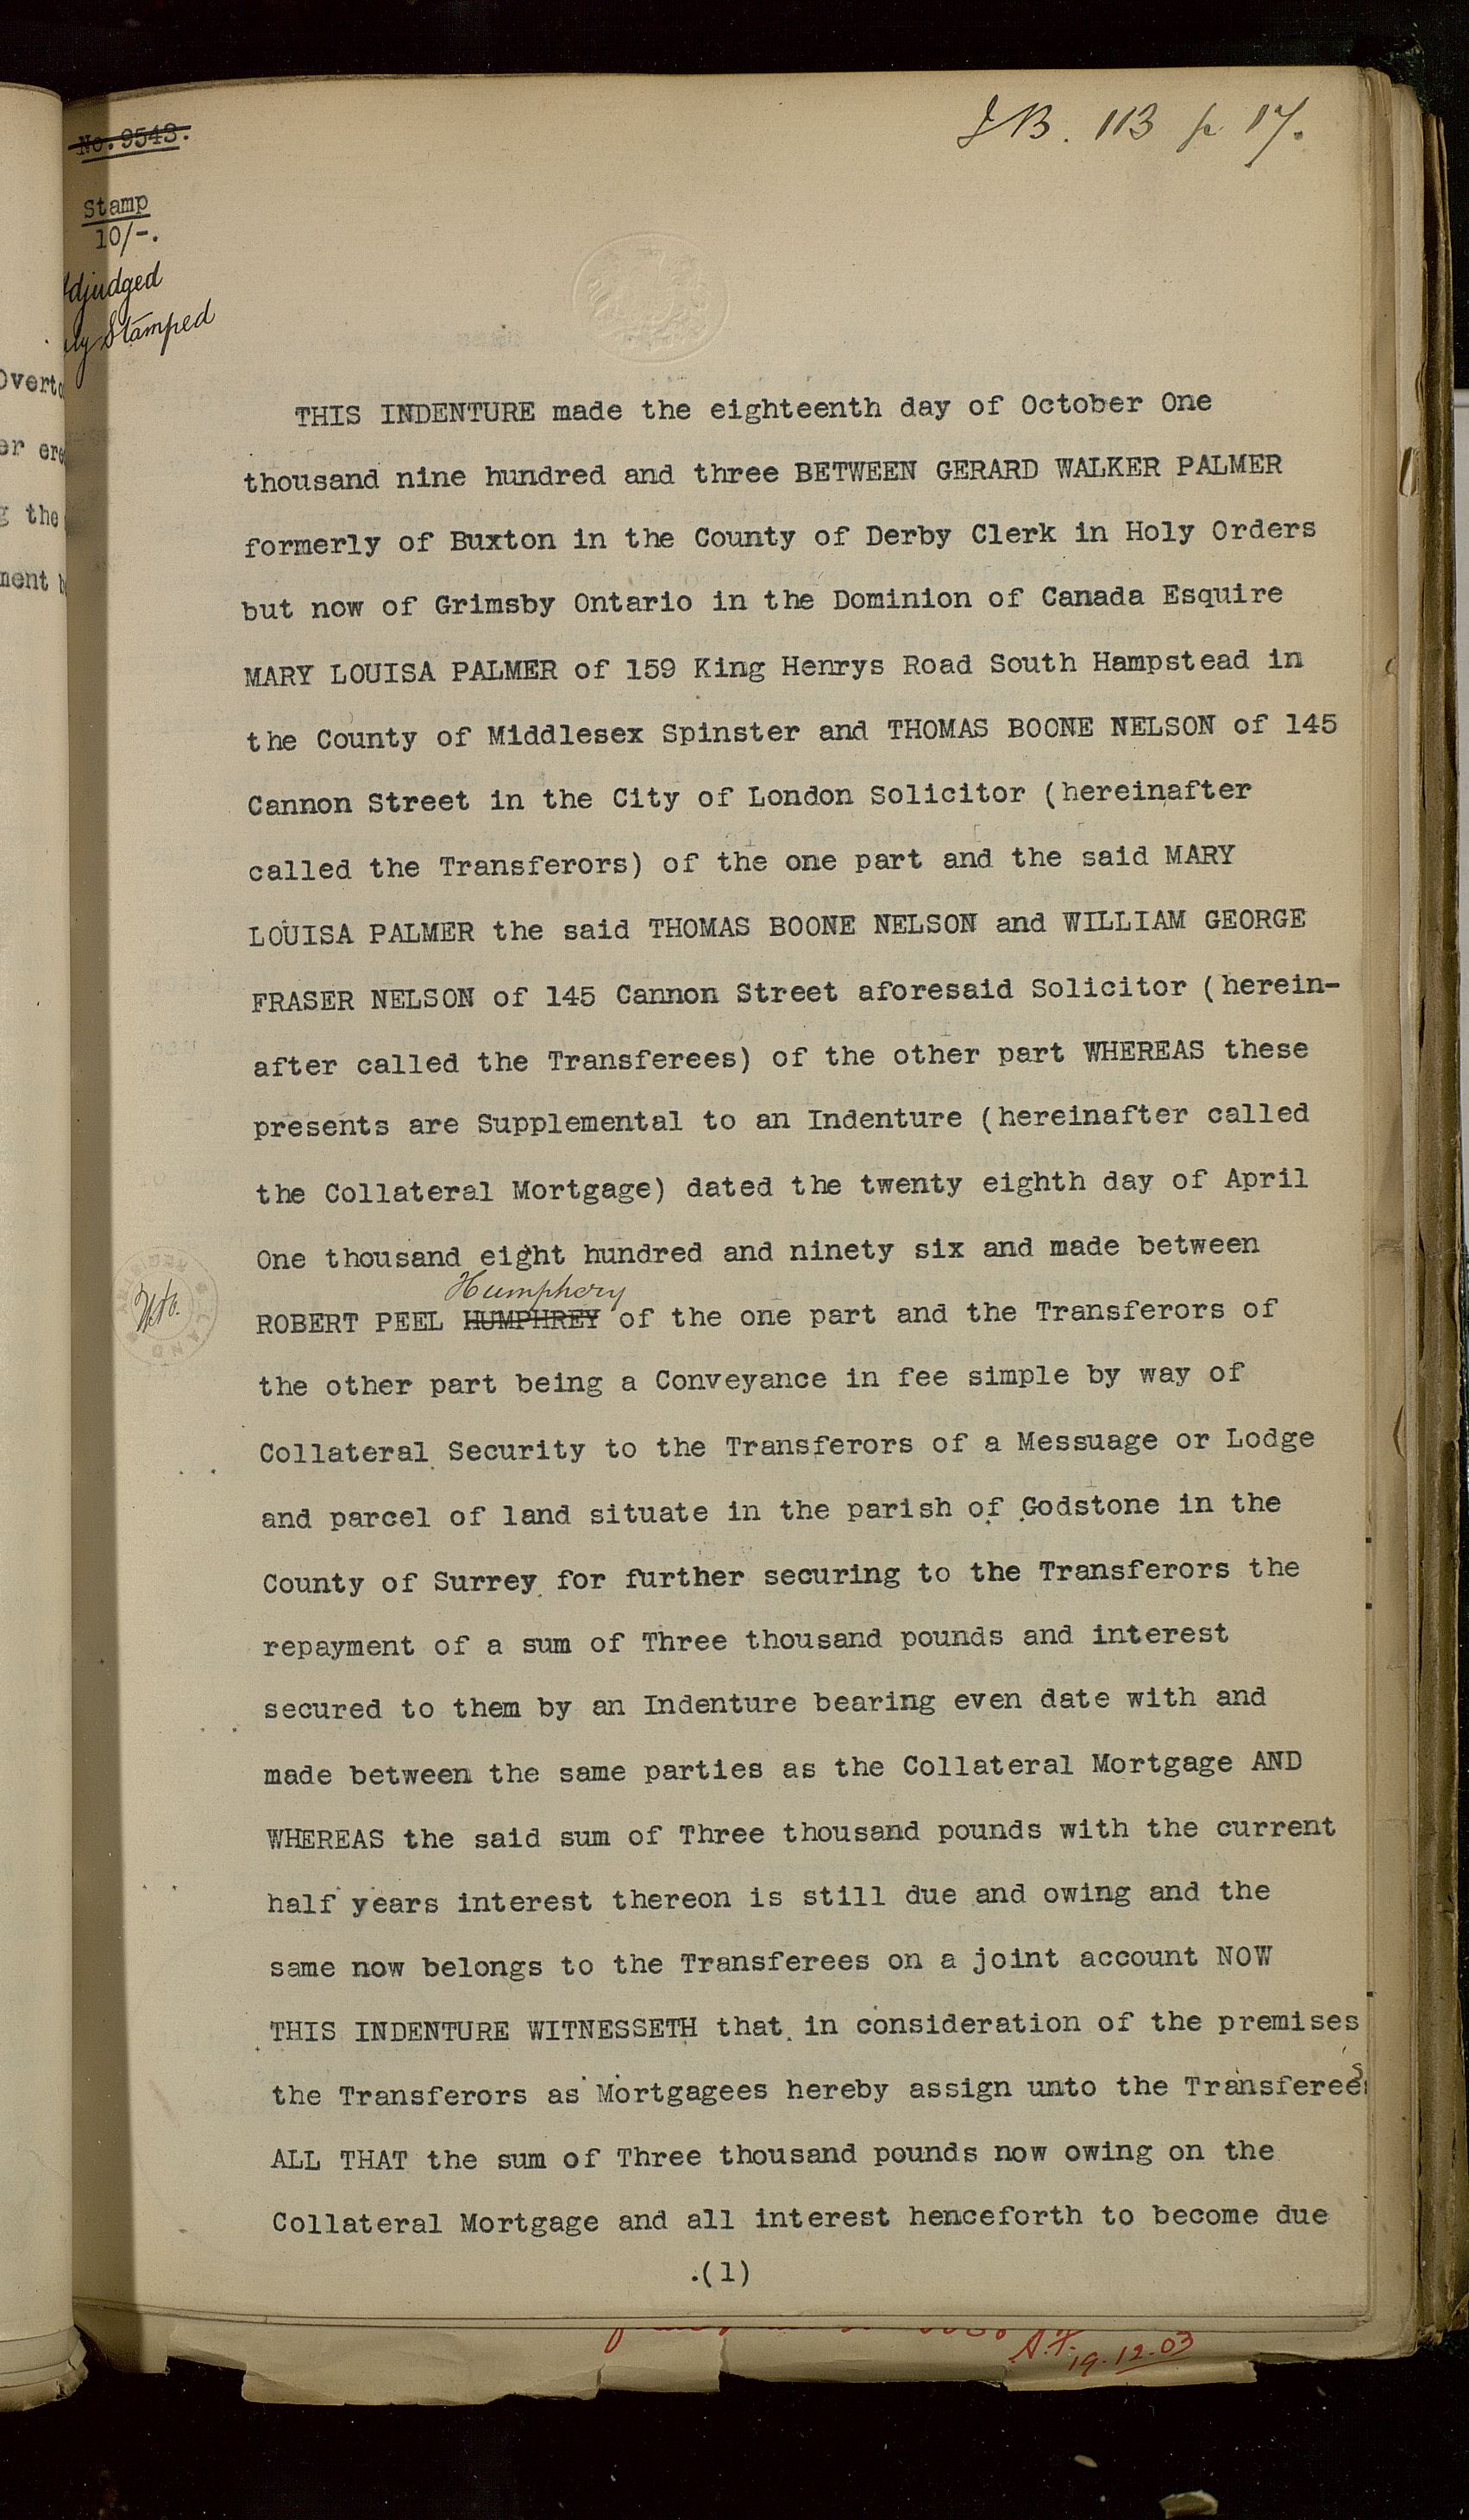 No. 9543.
Stamp
10/-.
djudged
ly Stamped
113 p 17.
THIS INDENTURE made the eighteenth day of October One
thousand nine hundred and three BETWEEN GERARD WALKER PALMER
formerly of Buxton in the County of Derby Clerk in Holy Orders
but now of Grimsby Ontario in the Dominion of Canada Esquire
MARY LOUISA PALMER of 159 King Henrys Road South Hampstead in
the County of Middlesex Spinster and THOMAS BOONE NELSON of 145
Cannon Street in the City of London Solicitor (hereinafter
called the Transferors) of the one part and the said MARY
LOUISA PALMER the said THOMAS BOONE NELSON and WILLIAM GEORGE
FRASER NELSON of 145 Cannon Street aforesaid Solicitor (herein-
after called the Transferees) of the other part WHEREAS these
presents are Supplemental to an Indenture (hereinafter called
the Collateral Mortgage) dated the twenty eighth day of April
One thousand eight hundred and ninety six and made between
Humphery
ROBERT PEEL HUMPHREY of the one part and the Transferors of
the other part being a Conveyance in fee simple by way of
Collateral Security to the Transferors of a Messuage or Lodge
and parcel of land situate in the parish of Godstone in the
County of Surrey for further securing to the Transferors the
repayment of a sum of Three thousand pounds and interest
secured to them by an Indenture bearing even date with and
made between the same parties as the Collateral Mortgage AND
WHEREAS the said sum of Three thousand pounds with the current
half years interest thereon is still due and owing and the
same now belongs to the Transferees on a joint account NOW
THIS INDENTURE WITNESSETH that in consideration of the premises
the Transferors as Mortgagees hereby assign unto the Transferees
ALL THAT the sum of Three thousand pounds now owing on the
Collateral Mortgage and all interest henceforth to become due
.(1)
19.12.03